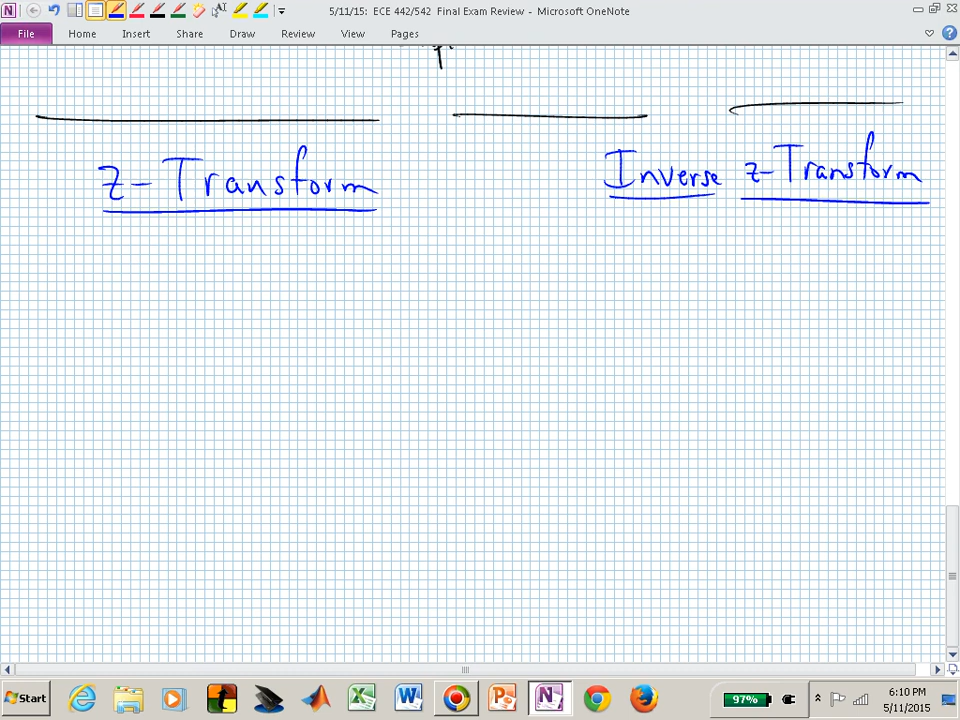 5/11/15: ECE 442/542 Final Exam Review - Microsoft OneNote
File Home Insert Share Draw Review View Pages
z-Transform Inverse z-Transform
Start 97% 6:10 PM
5/11/2015